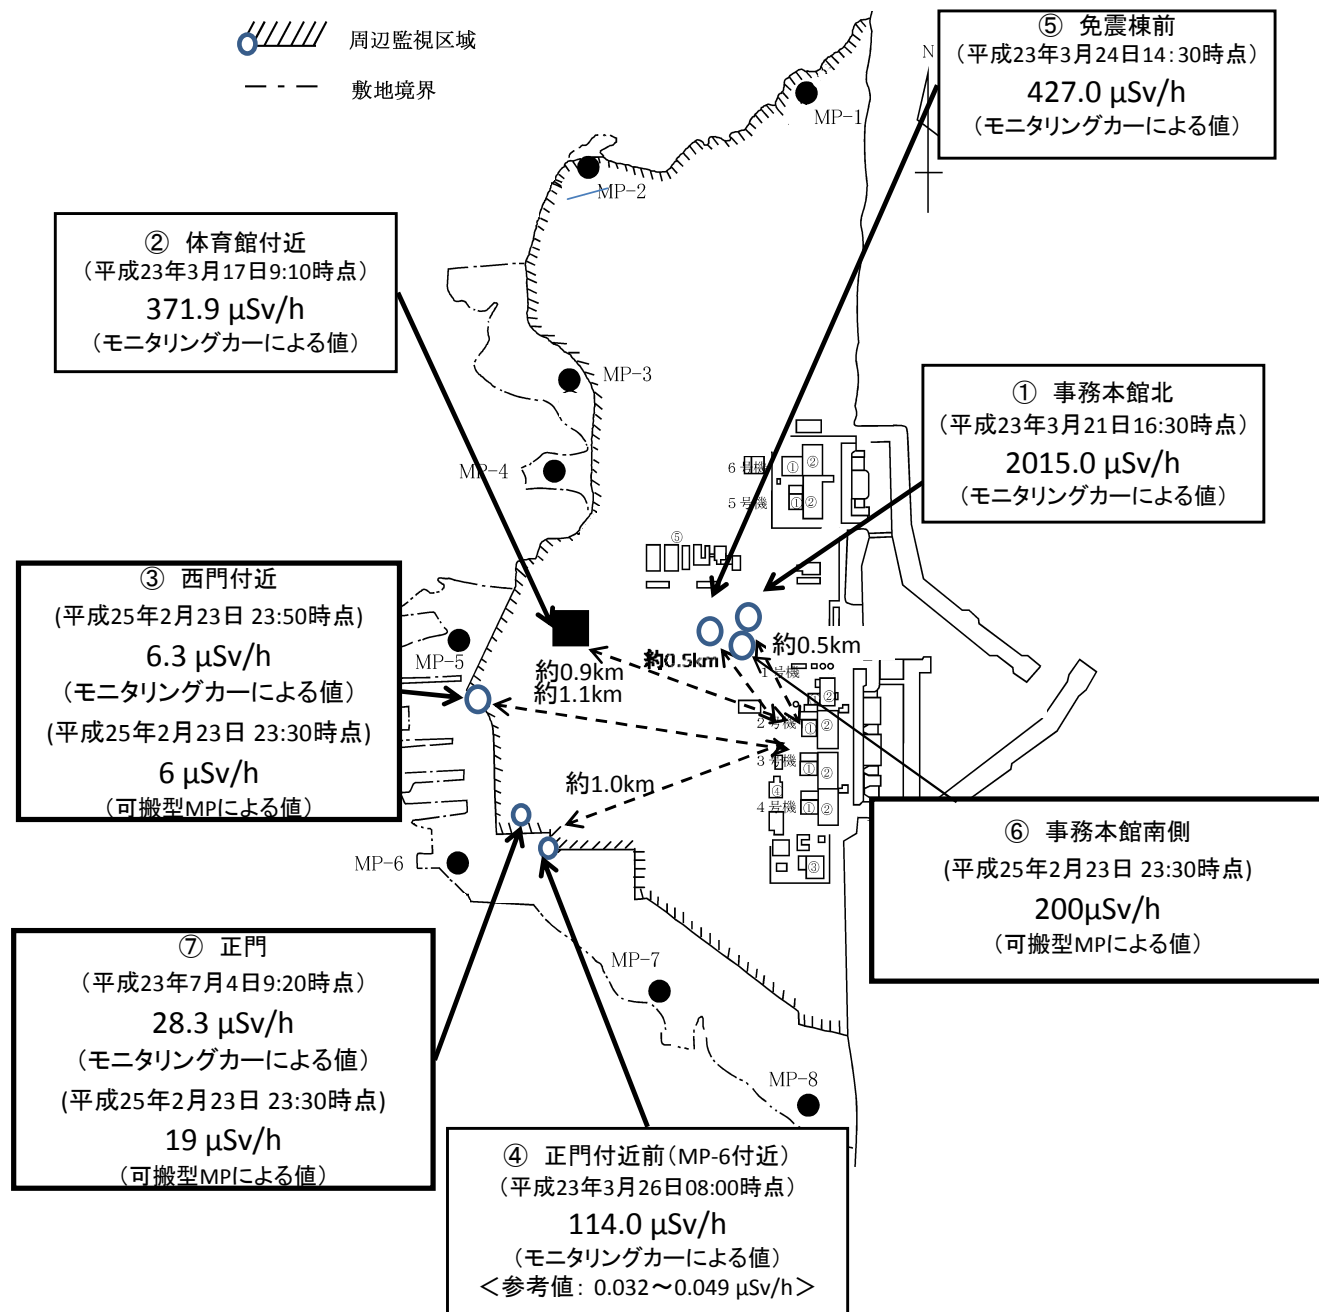 周辺監視区域
敷地境界
N
⑤ 免震棟前
(平成23年3月24日14:30時点)
427.0 μSv/h
(モニタリングカーによる値)
MP-1
MP-2
② 体育館付近
(平成23年3月17日9:10時点)
371.9 μSv/h
(モニタリングカーによる値)
MP-3
MP-4
① 事務本館北
(平成23年3月21日16:30時点)
2015.0 μSv/h
(モニタリングカーによる値)
6号機
①
②
5号機
①
②
⑤
③ 西門付近
(平成25年2月23日 23:50時点)
6.3 μSv/h
(モニタリングカーによる値)
(平成25年2月23日 23:30時点)
6 μSv/h
(可搬型MPによる値)
MP-5
約0.5km
約0.5km
約0.9km
約1.1km
約1.0km
1号機
②
2号機
①
②
3号機
①
②
④
4号機
①
②
③
MP-6
⑥ 事務本館南側
(平成25年2月23日 23:30時点)
200μSv/h
(可搬型MPによる値)
⑦ 正門
(平成23年7月4日9:20時点)
28.3 μSv/h
(モニタリングカーによる値)
(平成25年2月23日 23:30時点)
19 μSv/h
(可搬型MPによる値)
MP-7
MP-8
④ 正門付近前(MP-6付近)
(平成23年3月26日08:00時点)
114.0 μSv/h
(モニタリングカーによる値)
<参考値: 0.032～0.049 μSv/h>